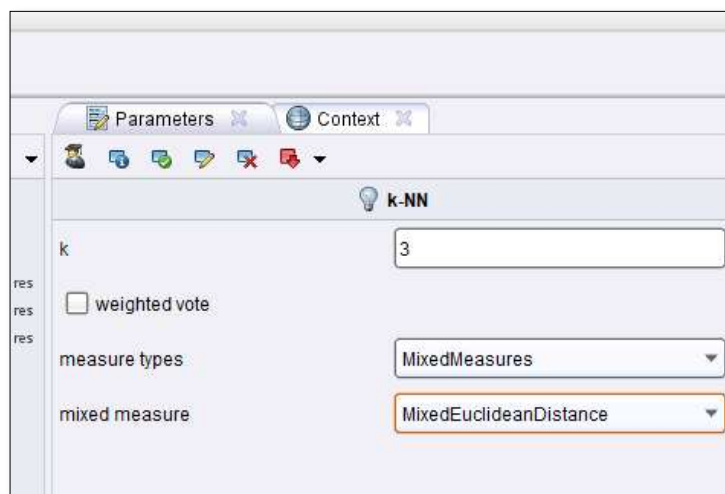 Parameters
Context
k-NN
k
3
res
weighted vote
res
res
measure types
MixedMeasures
mixed measure
MixedEuclideanDistance